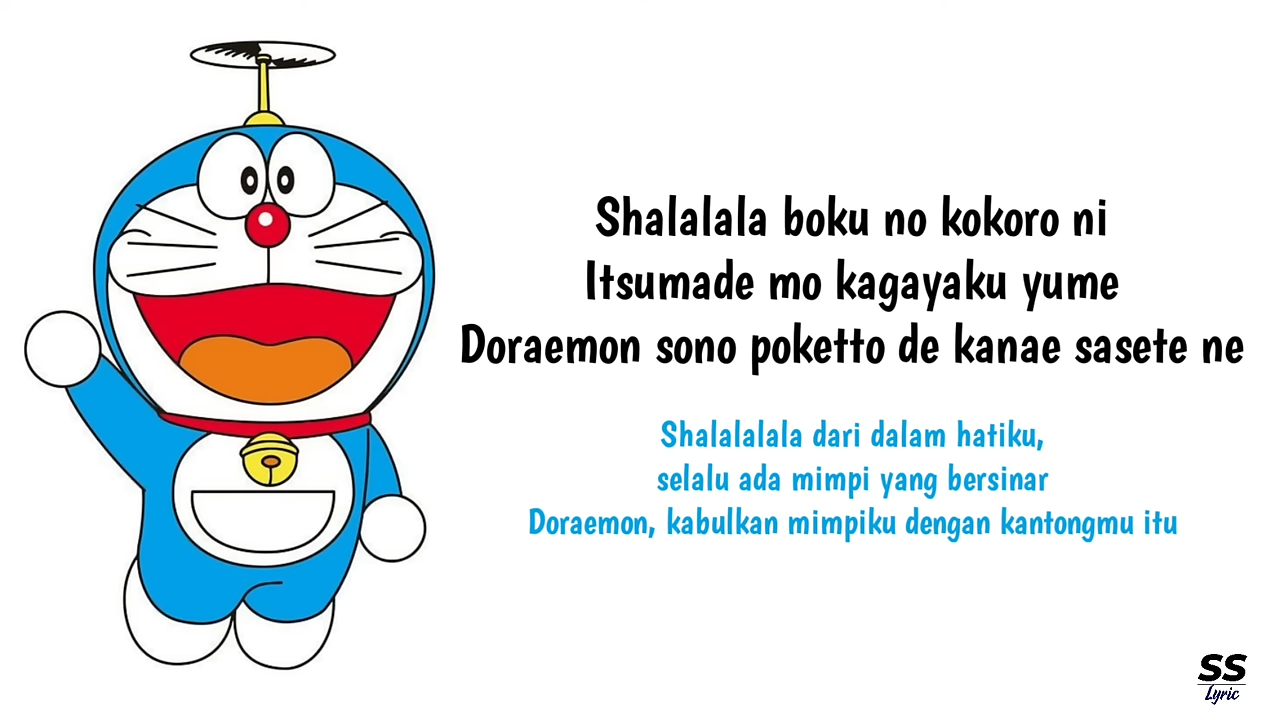 Shalalala boku no kokoro ni
Itsumade mo kagayaku yume
Doraemon sono poketto de kanae sasete ne
Shalalalala dari dalam hatiku,
selalu ada mimpi yang bersinar
Doraemon, kabulkan mimpiku dengan kantongmu itu
SS
Lyric